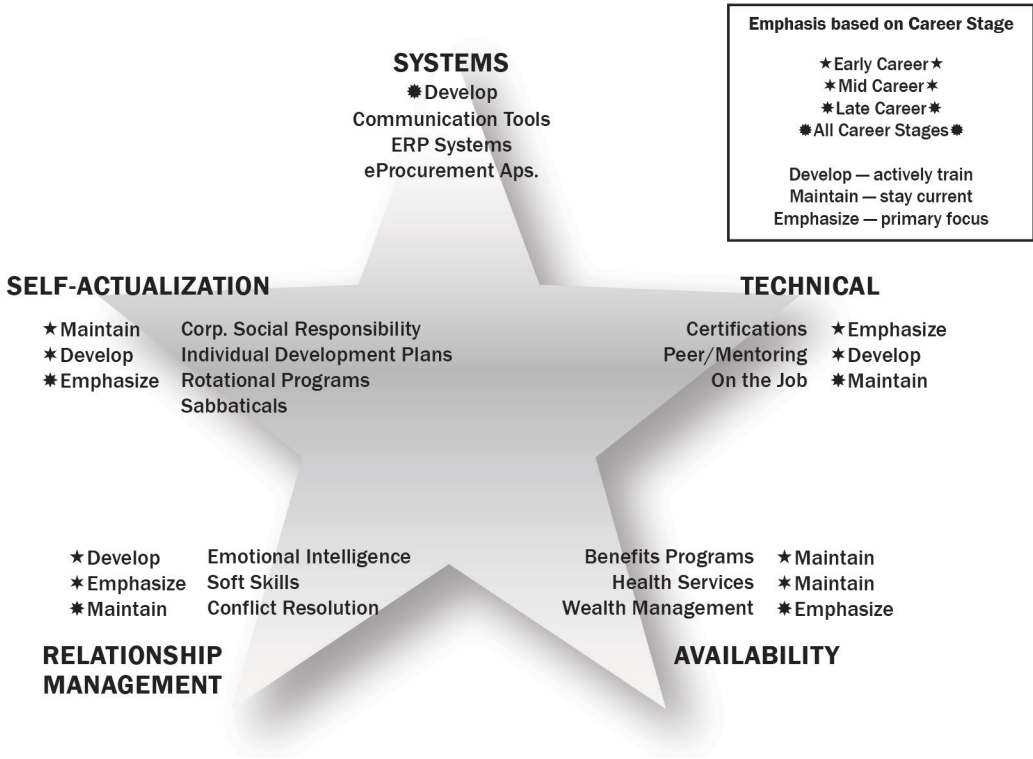 Emphasis based on Career Stage
★Early Career★
✶Mid Career✶
✷Late Career✷
✹All Career Stages✹
Develop — actively train
Maintain — stay current
Emphasize — primary focus
SYSTEMS
✹Develop
Communication Tools
ERP Systems
eProcurement Aps.
SELF-ACTUALIZATION
★Maintain Corp. Social Responsibility
✶Develop Individual Development Plans
✷Emphasize Rotational Programs
Sabbaticals
TECHNICAL
Certifications ★Emphasize
Peer/Mentoring ✶Develop
On the Job ✷Maintain
★Develop Emotional Intelligence
✶Emphasize Soft Skills
✷Maintain Conflict Resolution
RELATIONSHIP
MANAGEMENT
Benefits Programs ★Maintain
Health Services ✶Maintain
Wealth Management ✷Emphasize
AVAILABILITY